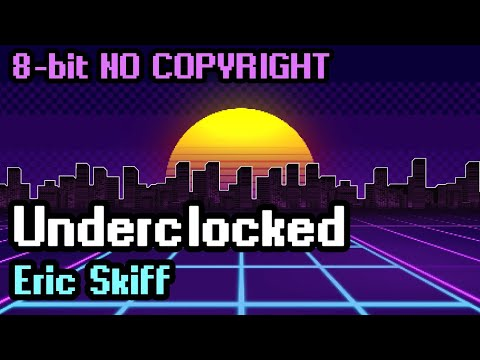 8-bit NO COPYRIGHT
Underclocked
Eric Skiff